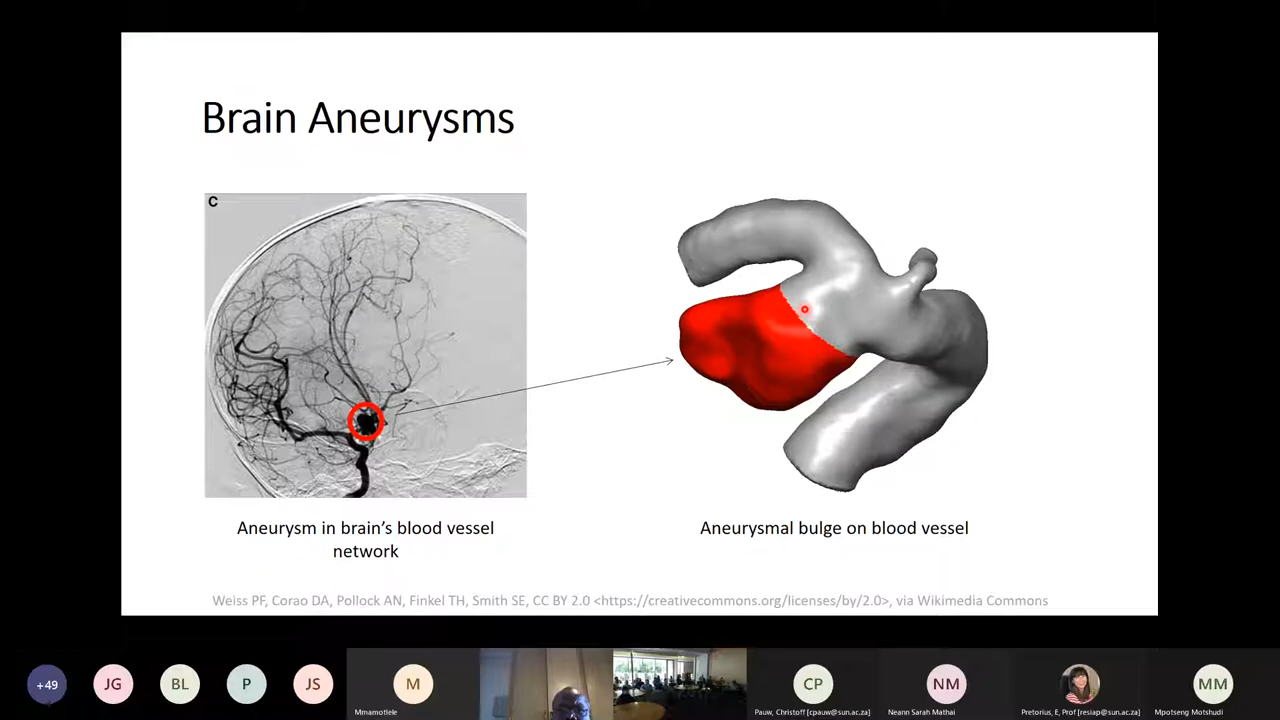 Brain Aneurysms
C
Aneurysm in brain's blood vessel
network
Aneurysmal bulge on blood vessel
Weiss PF, Corao DA, Pollock AN, Finkel TH, Smith SE, CC BY 2.0 <https://creativecommons.org/licenses/by/2.0>, via Wikimedia Commons
+49
JG
BL
P
JS
M
CP
NM
MM
Mmamotlele
Pauw, Christoff [cpauw@sun.ac.za]
Neann Sarah Mathai
Pretorius, E, Prof [resiap@sun.ac.za]
Mpotseng Motshudi